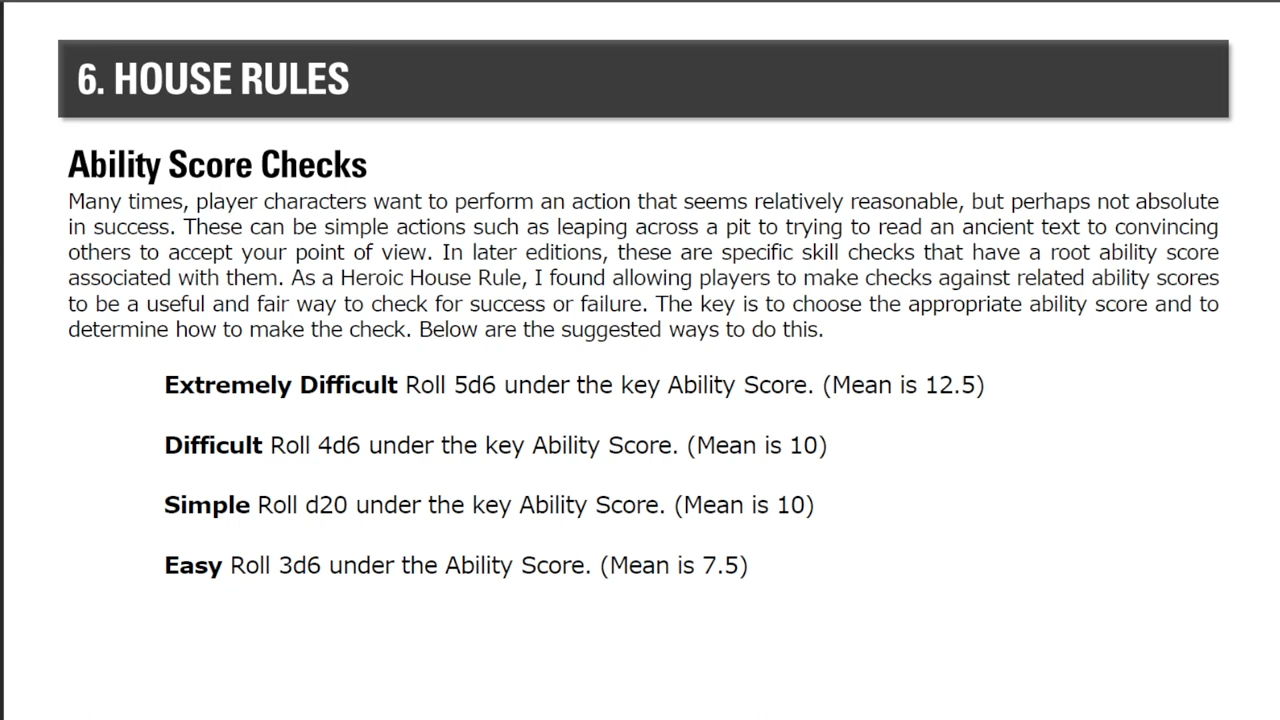 6. HOUSE RULES
Ability Score Checks
Many times, player characters want to perform an action that seems relatively reasonable, but perhaps not absolute
in success. These can be simple actions such as leaping across a pit to trying to read an ancient text to convincing
others to accept your point of view. In later editions, these are specific skill checks that have a root ability score
associated with them. As a Heroic House Rule, I found allowing players to make checks against related ability scores
to be a useful and fair way to check for success or failure. The key is to choose the appropriate ability score and to
determine how to make the check. Below are the suggested ways to do this.
Extremely Difficult Roll 5d6 under the key Ability Score. (Mean is 12.5)
Difficult Roll 4d6 under the key Ability Score. (Mean is 10)
Simple Roll d20 under the key Ability Score. (Mean is 10)
Easy Roll 3d6 under the Ability Score. (Mean is 7.5)